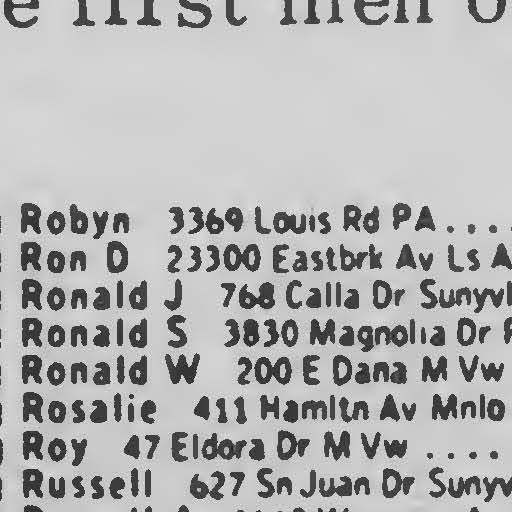 e first men o
Robyn 3369 Louis Rd PA....
Ron D 23300 Eastbrk Av Ls A
Ronald J 768 Calla Dr Sunyvl
Ronald S 3830 Magnolia Dr P
Ronald W 200 E Dana M Vw
Rosalie 411 Hamltn Av Mnlo
Roy 47 Eldora Dr M Vw ....
Russell 627 Sn Juan Dr Sunyv